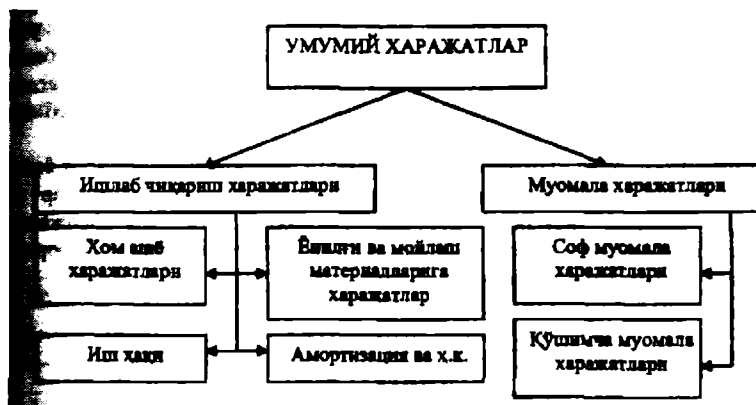 УМУМИЙ ХАРАЖАТЛАР
Ишлаб чиқариш харажатлари
Муомала харажатлари
Хом ашё
харажатлари
Ёнилғи ва мойлаш
материалларига
харажатлар
Соф муомала
харажатлари
Иш ҳақи
Амортизация ва ҳ.к.
Қўшимча муомала
харажатлари